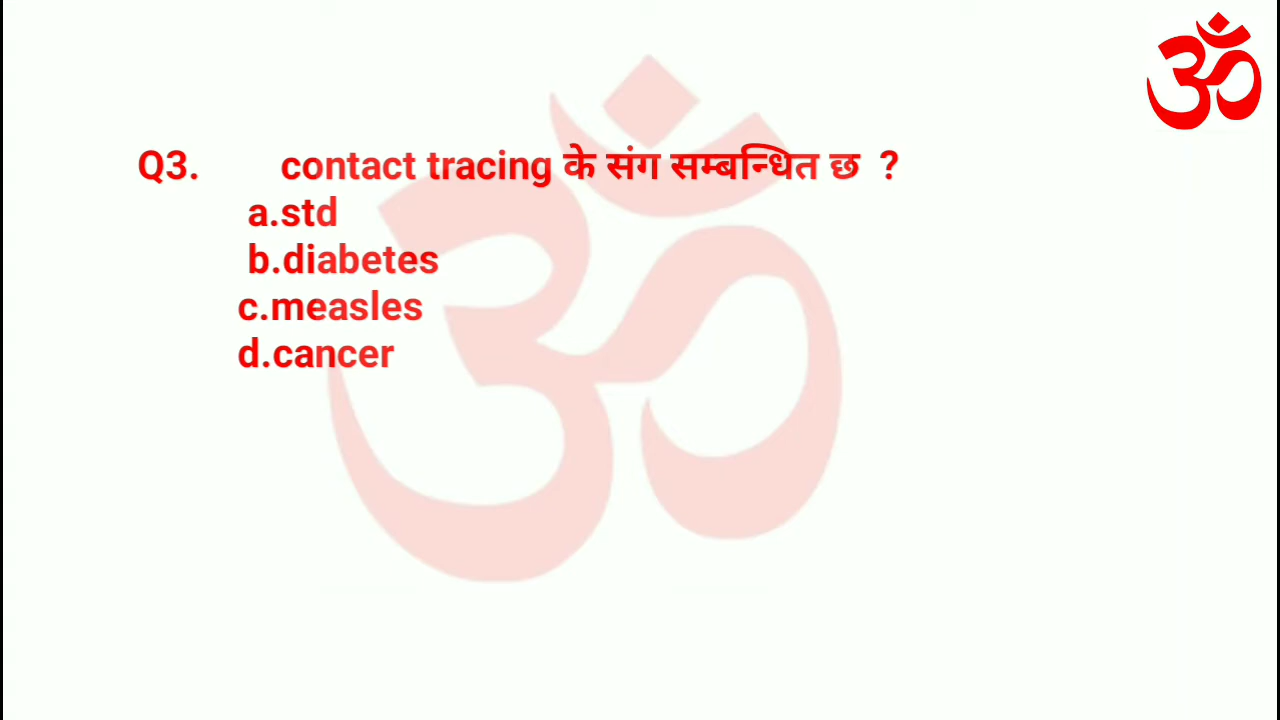 Q3. contact tracing के संग सम्बन्धित छ ?
a.std
b.diabetes
c.measles
d.cancer